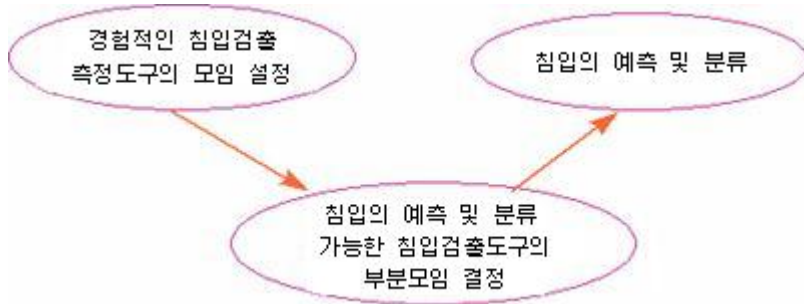 경험적인 침입검출
측정도구의 모임 설정
침입의 예측 및 분류
침입의 예측 및 분류
가능한 침입검출도구의
부분모임 결정